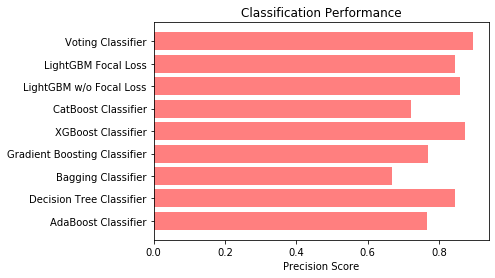 Classification Performance
Voting Classifier
LightGBM Focal Loss
LightGBM w/o Focal Loss
CatBoost Classifier
XGBoost Classifier
Gradient Boosting Classifier
Bagging Classifier
Decision Tree Classifier
AdaBoost Classifier
0.0 0.2 0.4 0.6 0.8
Precision Score